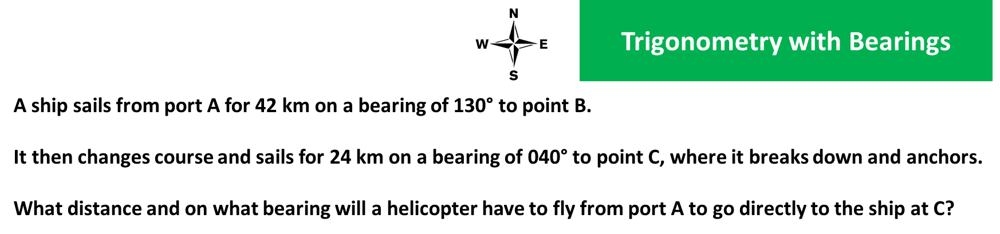 N
W E
S
Trigonometry with Bearings
A ship sails from port A for 42 km on a bearing of 130° to point B.
It then changes course and sails for 24 km on a bearing of 040° to point C, where it breaks down and anchors.
What distance and on what bearing will a helicopter have to fly from port A to go directly to the ship at C?